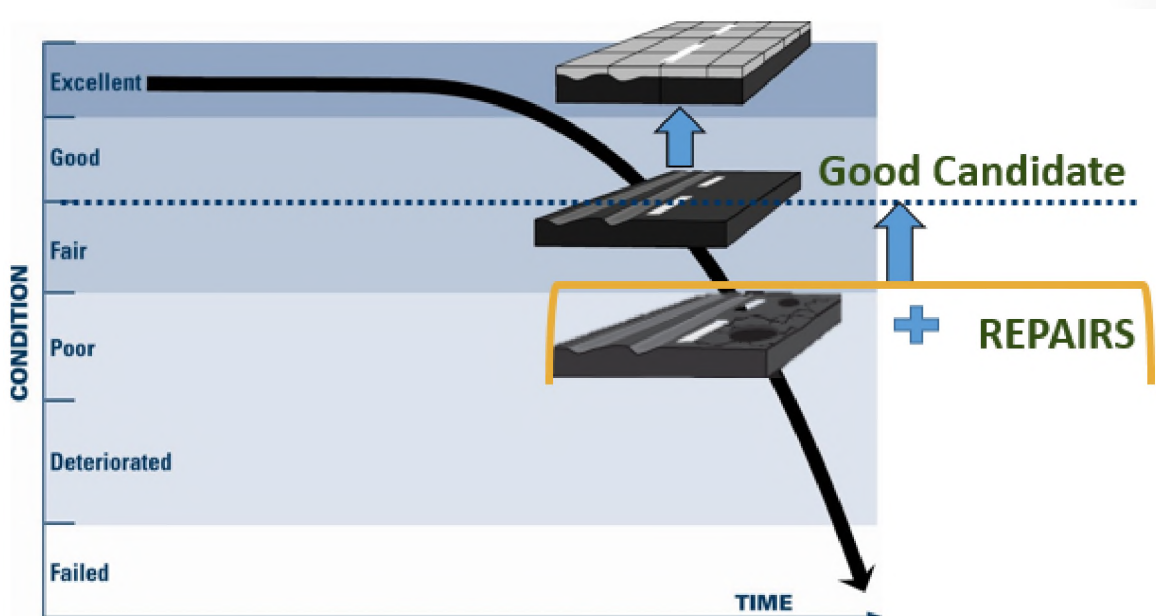 Excellent
Good
Good Candidate
Fair
CONDITION
Poor
REPAIRS
Deteriorated
Failed
TIME